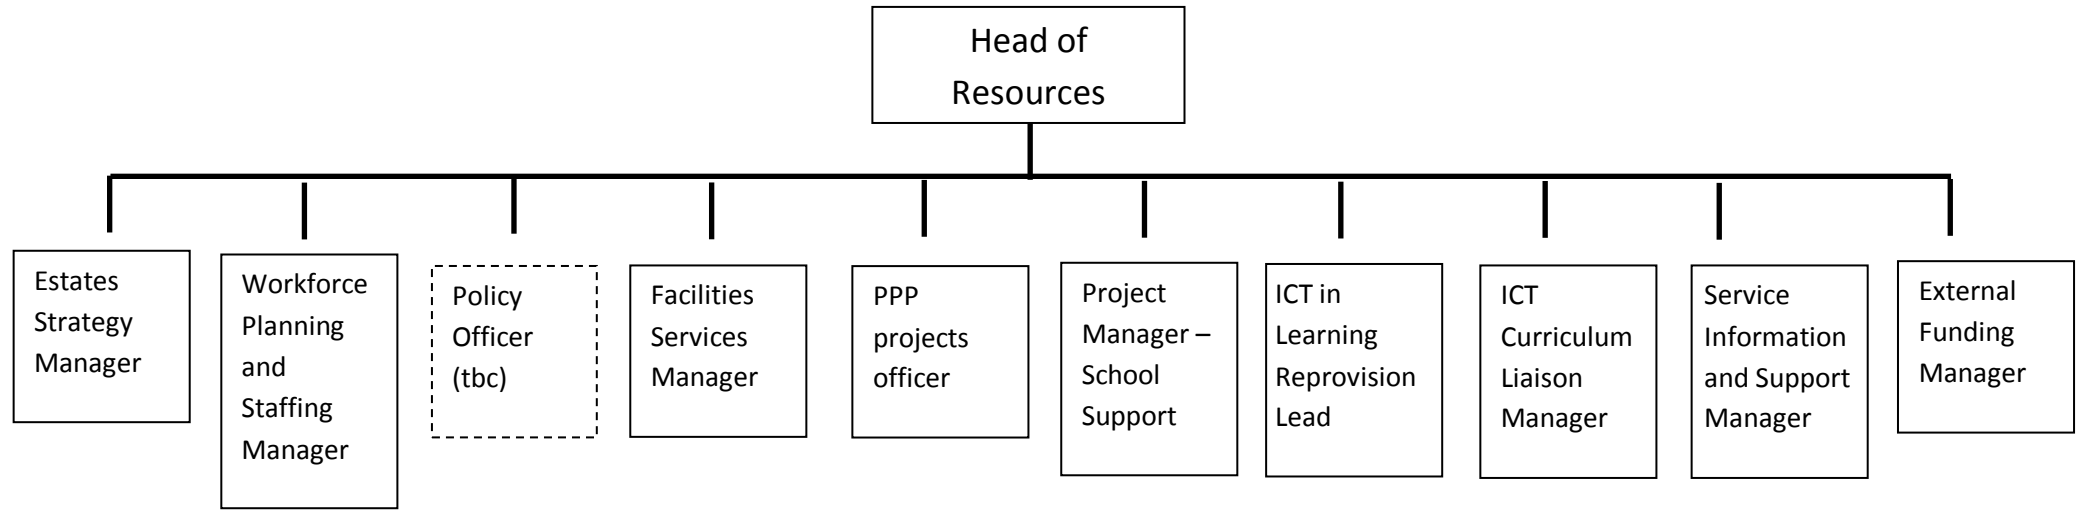 Head of
Resources
Estates
Strategy
Manager
Workforce
Planning
and
Staffing
Manager
Policy
Officer
(tbc)
Facilities
Services
Manager
PPP
projects
officer
Project
Manager –
School
Support
ICT in
Learning
Reprovision
Lead
ICT
Curriculum
Liaison
Manager
Service
Information
and Support
Manager
External
Funding
Manager